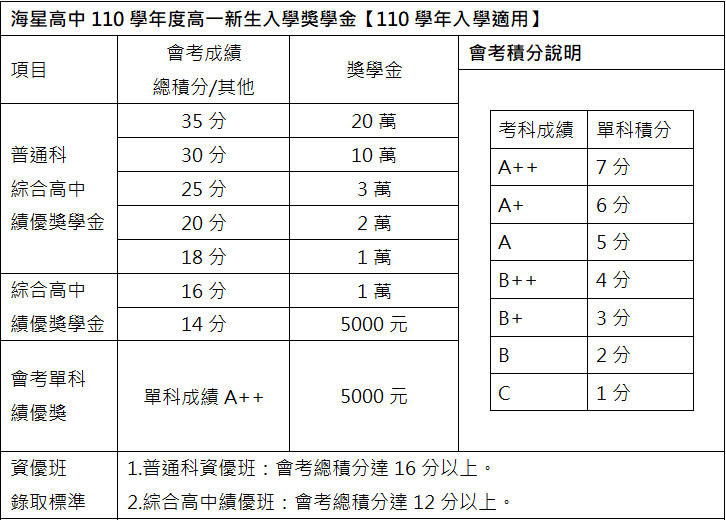 海星高中 110 學年度高一新生入學獎學金【110 學年入學適用】
項目
會考成績
總積分/其他
獎學金
會考積分說明
普通科
綜合高中
績優獎學金
35 分
20 萬
30 分
10 萬
25 分
3 萬
20 分
2 萬
18 分
1 萬
綜合高中
績優獎學金
16 分
1 萬
14 分
5000 元
會考單科
績優獎
單科成績 A++
5000 元
考科成績
單科積分
A++
7 分
A+
6 分
A
5 分
B++
4 分
B+
3 分
B
2 分
C
1 分
資優班
錄取標準
1.普通科資優班：會考總積分達 16 分以上。
2.綜合高中績優班：會考總積分達 12 分以上。